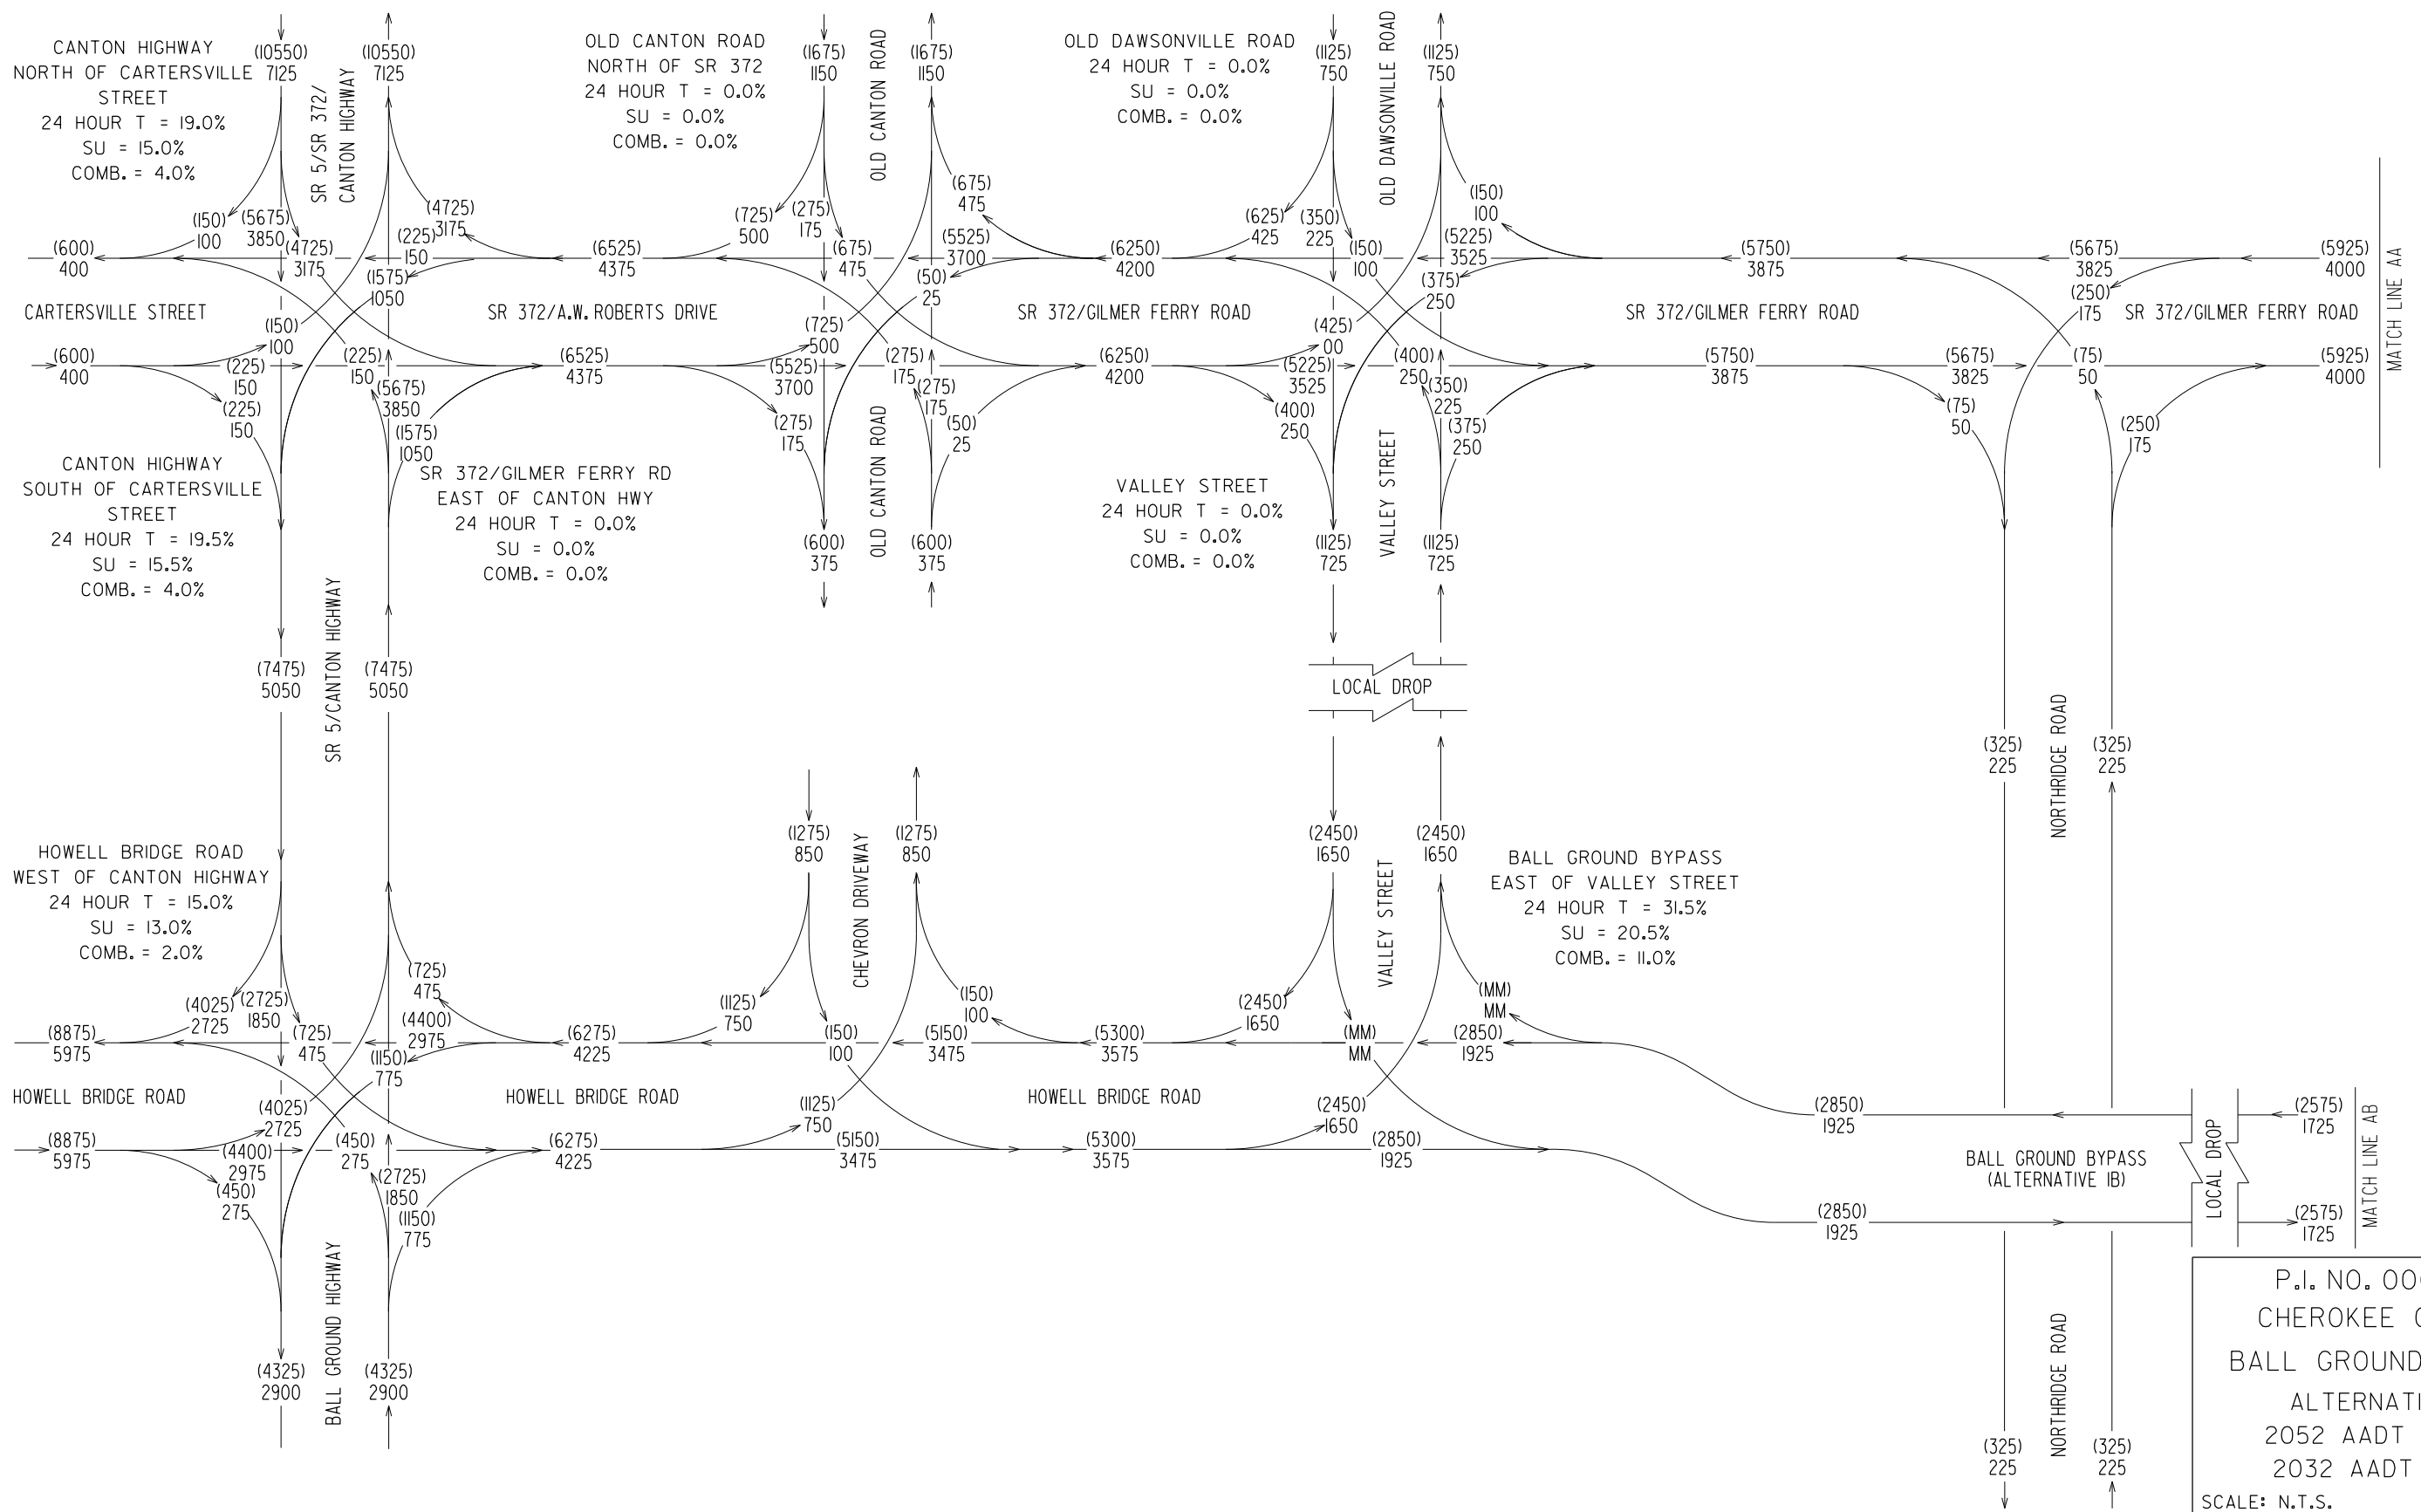 CANTON HIGHWAY
NORTH OF CARTERSVILLE
STREET
24 HOUR T = 19.0%
SU = 15.0%
COMB. = 4.0%
(10550)
7125
SR 5/SR 372/
CANTON HIGHWAY
(10550)
7125
OLD CANTON ROAD
NORTH OF SR 372
24 HOUR T = 0.0%
SU = 0.0%
COMB. = 0.0%
(1675)
1150
OLD CANTON ROAD
(1675)
1150
OLD DAWSONVILLE ROAD
24 HOUR T = 0.0%
SU = 0.0%
COMB. = 0.0%
(1125)
750
OLD DAWSONVILLE ROAD
(1125)
750
(150)
100
(5675)
3850
(4725)
3175
(225)
150
(4725)
3175
(600)
400
(1575)
1050
(6525)
4375
(725)
500
(275)
175
(675)
475
(675)
475
(5525)
3700
(50)
25
(6250)
4200
(625)
425
(350)
225
(150)
100
(150)
100
(5225)
3525
(375)
250
(5750)
3875
(5675)
3825
(250)
175
(5925)
4000
MATCH LINE AA
CARTERSVILLE STREET
SR 372/A.W. ROBERTS DRIVE
SR 372/GILMER FERRY ROAD
SR 372/GILMER FERRY ROAD
SR 372/GILMER FERRY ROAD
(600)
400
(150)
100
(225)
150
(225)
150
(225)
150
(5675)
3850
(1575)
1050
(6525)
4375
(725)
500
(5525)
3700
(275)
175
(275)
175
(275)
175
(50)
25
(6250)
4200
(425)
00
(5225)
3525
(400)
250
(400)
250
(350)
225
(375)
250
(5750)
3875
(5675)
3825
(75)
50
(75)
50
(250)
175
(5925)
4000
CANTON HIGHWAY
SOUTH OF CARTERSVILLE
STREET
24 HOUR T = 19.5%
SU = 15.5%
COMB. = 4.0%
SR 372/GILMER FERRY RD
EAST OF CANTON HWY
24 HOUR T = 0.0%
SU = 0.0%
COMB. = 0.0%
(600)
375
OLD CANTON ROAD
(600)
375
VALLEY STREET
24 HOUR T = 0.0%
SU = 0.0%
COMB. = 0.0%
(1125)
725
VALLEY STREET
(1125)
725
(7475)
5050
SR 5/CANTON HIGHWAY
(7475)
5050
LOCAL DROP
(325)
225
NORTHRIDGE ROAD
(325)
225
HOWELL BRIDGE ROAD
WEST OF CANTON HIGHWAY
24 HOUR T = 15.0%
SU = 13.0%
COMB. = 2.0%
(1275)
850
CHEVRON DRIVEWAY
(1275)
850
(2450)
1650
VALLEY STREET
(2450)
1650
BALL GROUND BYPASS
EAST OF VALLEY STREET
24 HOUR T = 31.5%
SU = 20.5%
COMB. = 11.0%
(8875)
5975
(4025)
2725
(2725)
1850
(725)
475
(725)
475
(4400)
2975
(1150)
775
(6275)
4225
(1125)
750
(150)
100
(150)
100
(5150)
3475
(5300)
3575
(2450)
1650
(MM)
MM
(MM)
MM
(2850)
1925
HOWELL BRIDGE ROAD
HOWELL BRIDGE ROAD
HOWELL BRIDGE ROAD
(8875)
5975
(4025)
2725
(4400)
2975
(450)
275
(450)
275
(2725)
1850
(1150)
775
(6275)
4225
(1125)
750
(5150)
3475
(5300)
3575
(2450)
1650
(2850)
1925
(2850)
1925
(2575)
1725
BALL GROUND BYPASS
(ALTERNATIVE 1B)
LOCAL DROP
MATCH LINE AB
(2850)
1925
(2575)
1725
(4325)
2900
BALL GROUND HIGHWAY
(4325)
2900
(325)
225
NORTHRIDGE ROAD
(325)
225
P.I. NO. 00
CHEROKEE
BALL GROUND
ALTERNATI
2052 AADT
2032 AADT
SCALE: N.T.S.